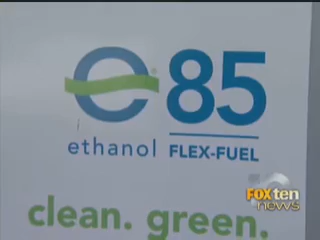 e85
ethanol FLEX-FUEL
clean. green.
FOX ten
news